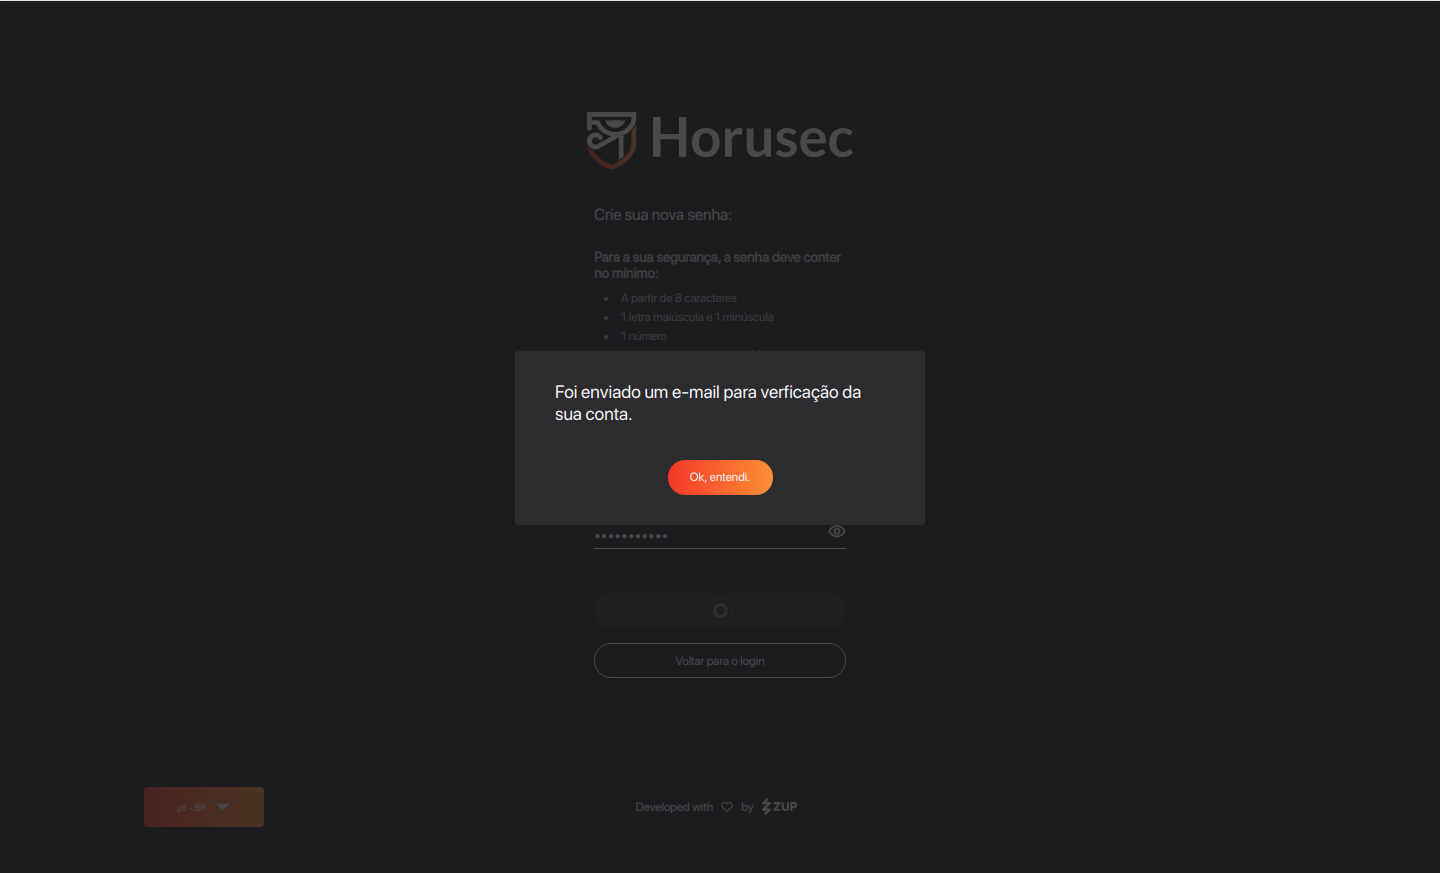 Horusec
Crie sua nova senha:
Para a sua segurança, a senha deve conter
no mínimo:
A partir de 8 caracteres
1 letra maiúscula e 1 minúscula
1 número
Foi enviado um e-mail para verficação da
sua conta.
Ok, entendi.
Voltar para o login
pt - BR
Developed with by ZUP